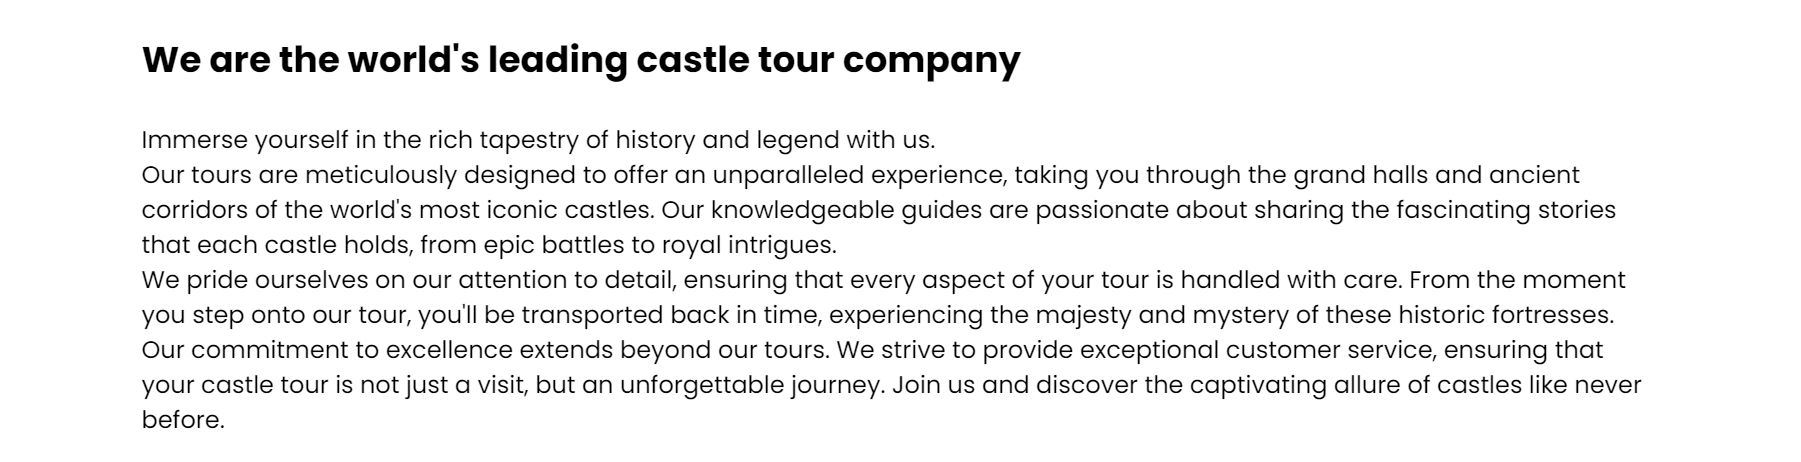 We are the world's leading castle tour company
Immerse yourself in the rich tapestry of history and legend with us.
Our tours are meticulously designed to offer an unparalleled experience, taking you through the grand halls and ancient
corridors of the world's most iconic castles. Our knowledgeable guides are passionate about sharing the fascinating stories
that each castle holds, from epic battles to royal intrigues.
We pride ourselves on our attention to detail, ensuring that every aspect of your tour is handled with care. From the moment
you step onto our tour, you'll be transported back in time, experiencing the majesty and mystery of these historic fortresses.
Our commitment to excellence extends beyond our tours. We strive to provide exceptional customer service, ensuring that
your castle tour is not just a visit, but an unforgettable journey. Join us and discover the captivating allure of castles like never
before.